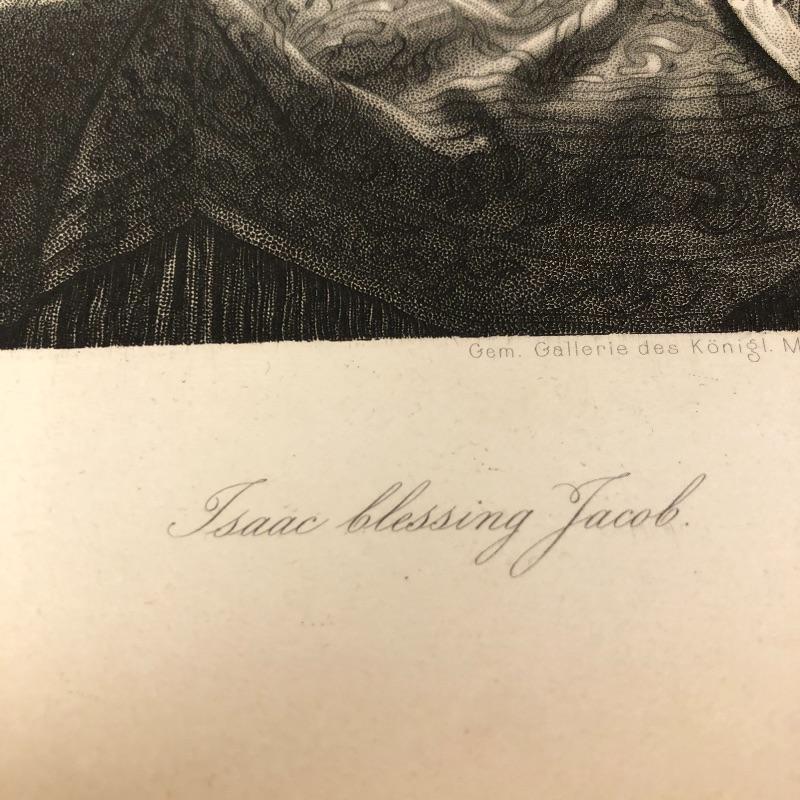 Gem. Gallerie des Königl. M
Isaac blessing Jacob.